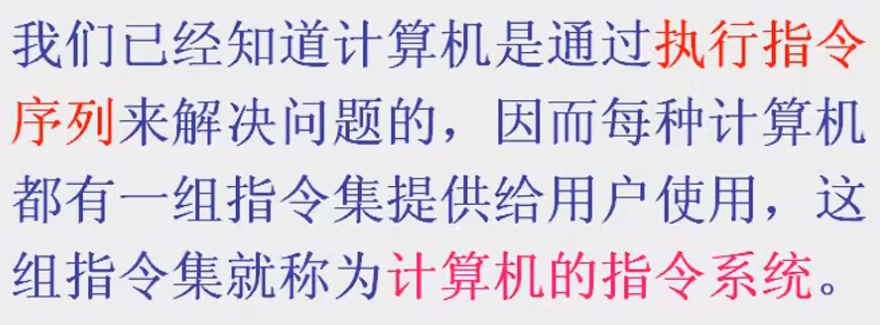 我们已经知道计算机是通过执行指令
序列来解决问题的，因而每种计算机
都有一组指令集提供给用户使用，这
组指令集就称为计算机的指令系统。